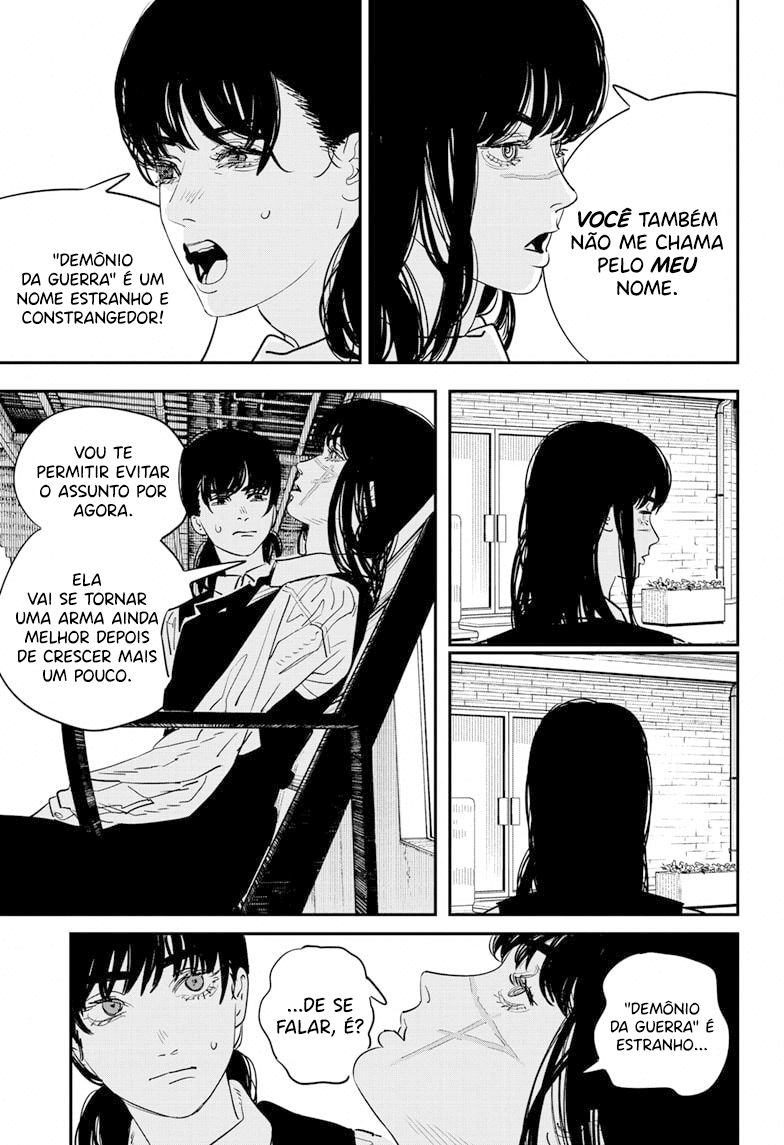 VOCÊ TAMBÉM
NÃO ME CHAMA
PELO MEU
NOME.
"DEMÔNIO
DA GUERRA" É UM
NOME ESTRANHO E
CONSTRANGEDOR!
VOU TE
PERMITIR EVITAR
O ASSUNTO POR
AGORA.
ELA
VAI SE TORNAR
UMA ARMA AINDA
MELHOR DEPOIS
DE CRESCER MAIS
UM POUCO.
"DEMÔNIO
DA GUERRA" É
ESTRANHO...
...DE SE
FALAR, É?